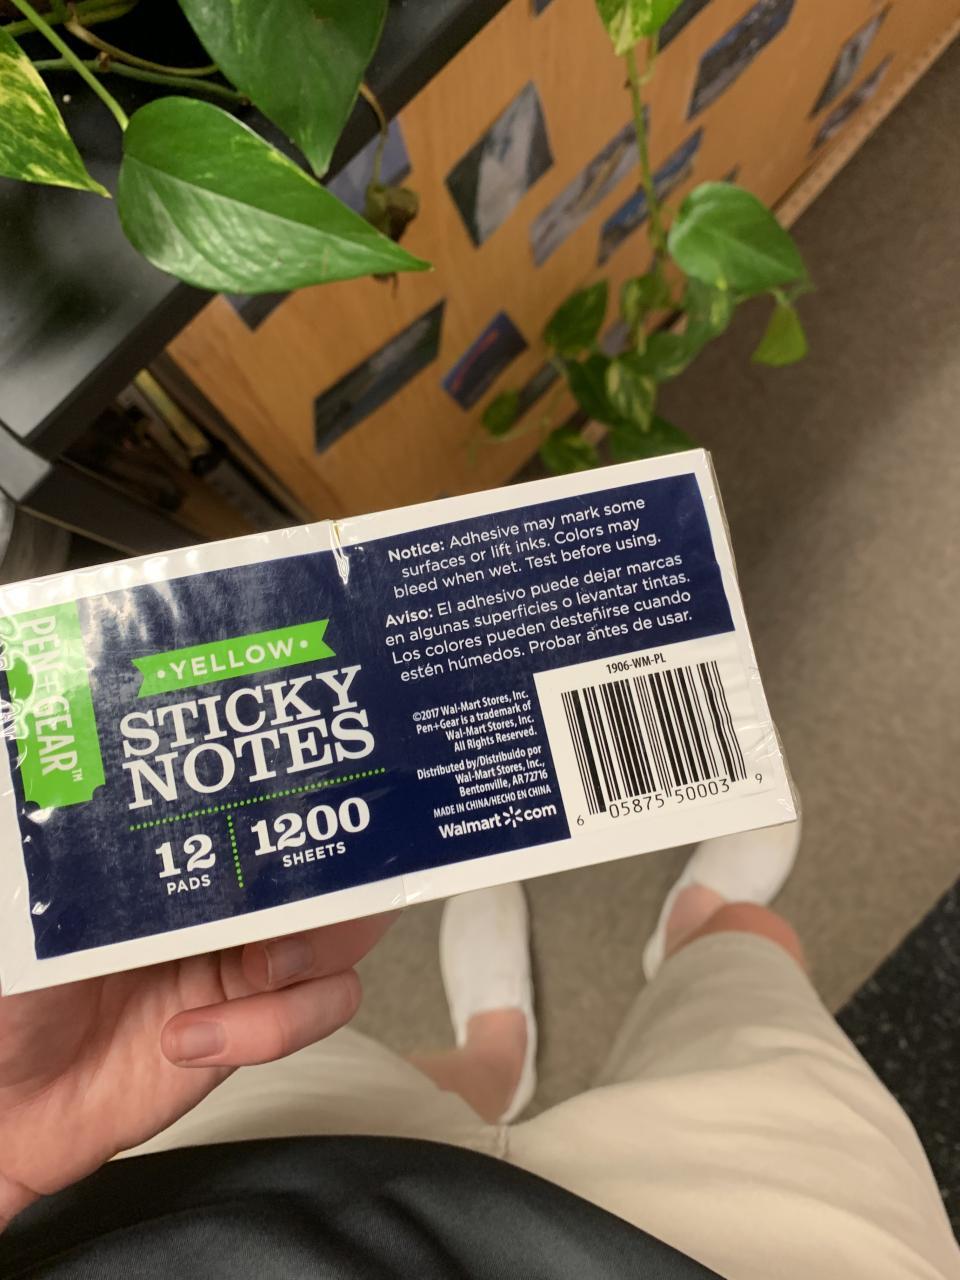 PEN+GEAR™
YELLOW
STICKY
NOTES
12
PADS
1200
SHEETS
Notice: Adhesive may mark some
surfaces or lift inks. Colors may
bleed when wet. Test before using.
Aviso: El adhesivo puede dejar marcas
en algunas superficies o levantar tintas.
Los colores pueden desteñirse cuando
estén húmedos. Probar antes de usar.
©2017 Wal-Mart Stores, Inc.
Pen+Gear is a trademark of
Wal-Mart Stores, Inc.
All Rights Reserved.
Distributed by/Distribuido por
Wal-Mart Stores, Inc.,
Bentonville, AR 72716
MADE IN CHINA/HECHO EN CHINA
Walmart.com
1906-WM-PL
6 05875 50003 9